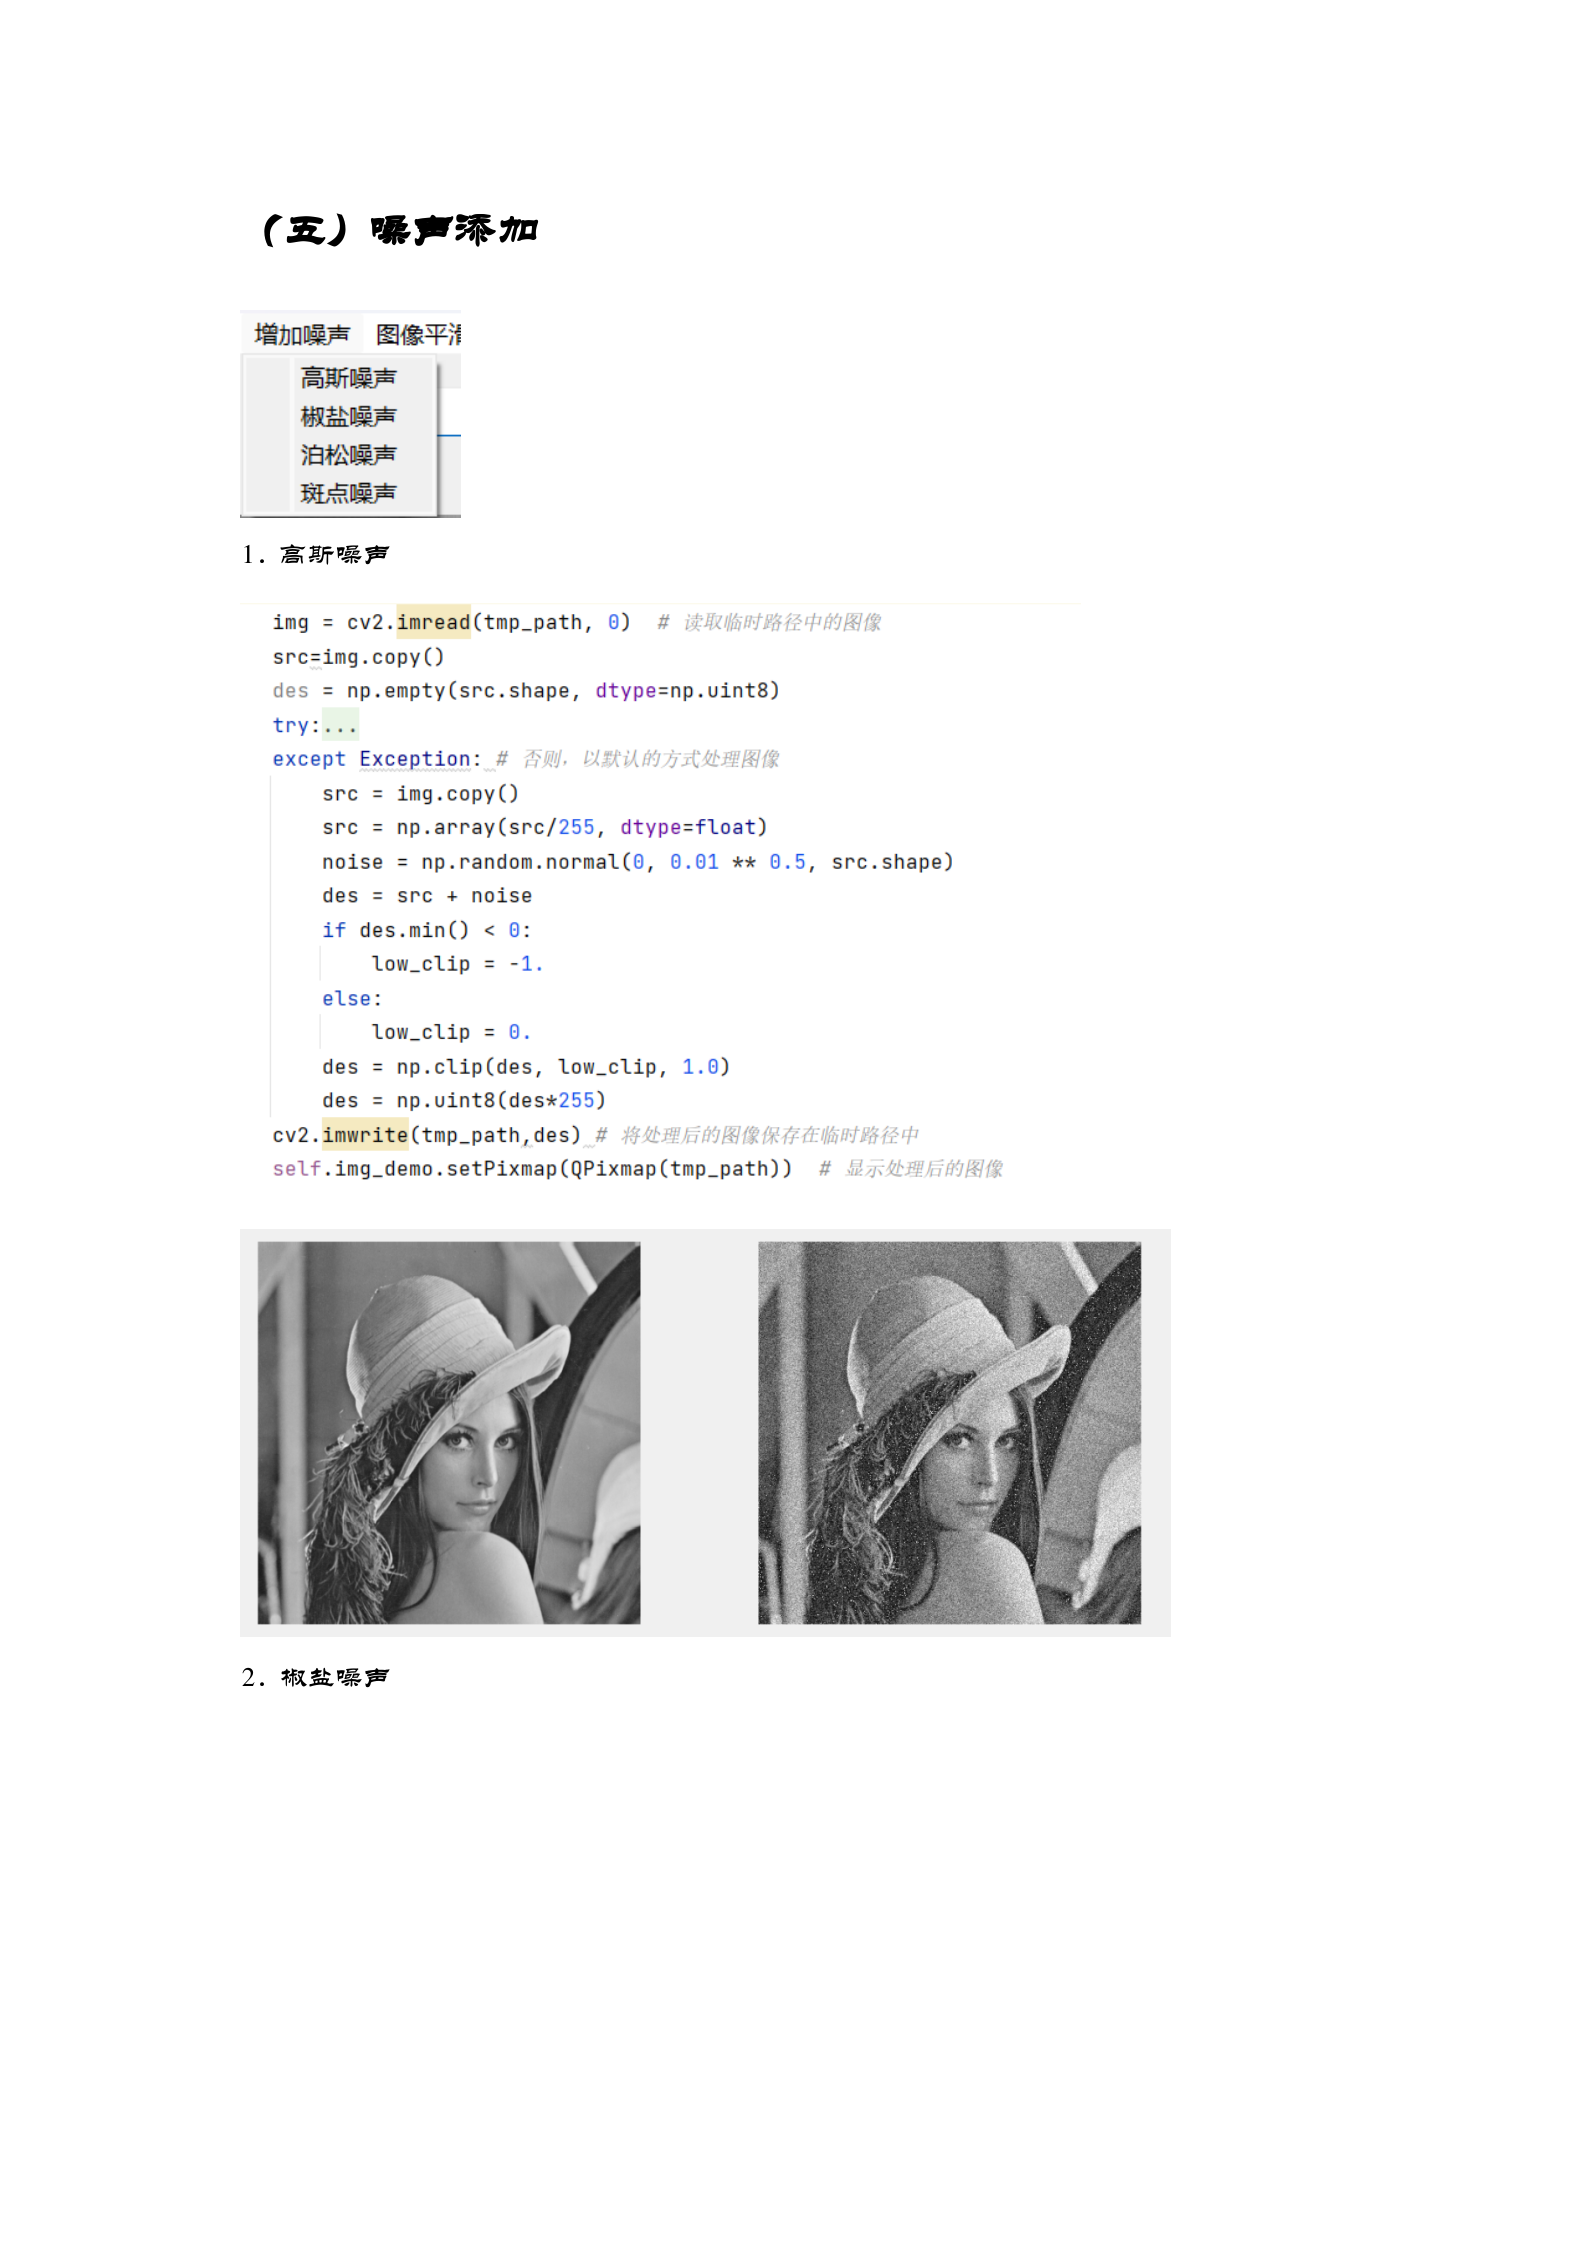 （五）噪声添加
增加噪声 图像平滑
高斯噪声
椒盐噪声
泊松噪声
斑点噪声
1. 高斯噪声
img = cv2.imread(tmp_path, 0)  # 读取临时路径中的图像
src=img.copy()
des = np.empty(src.shape, dtype=np.uint8)
try:...
except Exception: # 否则，以默认的方式处理图像
    src = img.copy()
    src = np.array(src/255, dtype=float)
    noise = np.random.normal(0, 0.01 ** 0.5, src.shape)
    des = src + noise
    if des.min() < 0:
        low_clip = -1.
    else:
        low_clip = 0.
    des = np.clip(des, low_clip, 1.0)
    des = np.uint8(des*255)
cv2.imwrite(tmp_path,des) # 将处理后的图像保存在临时路径中
self.img_demo.setPixmap(QPixmap(tmp_path))  # 显示处理后的图像
2. 椒盐噪声